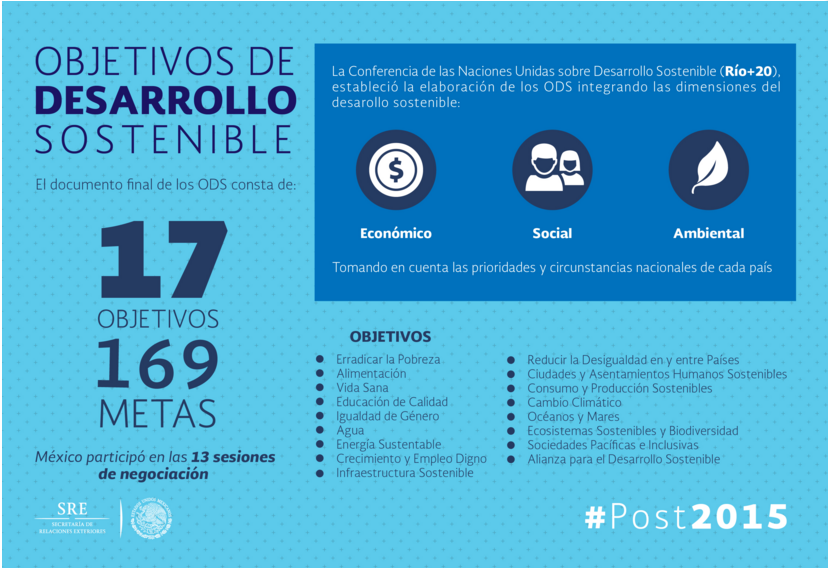 OBJETIVOS DE
DESARROLLO
SOSTENIBLE
El documento final de los ODS consta de:
17
OBJETIVOS
169
METAS
México participó en las 13 sesiones
de negociación
SRE
SECRETARÍA DE
RELACIONES EXTERIORES
La Conferencia de las Naciones Unidas sobre Desarrollo Sostenible (Río+20),
estableció la elaboración de los ODS integrando las dimensiones del
desarollo sostenible:
$
Económico
Social
Ambiental
Tomando en cuenta las prioridades y circunstancias nacionales de cada país
OBJETIVOS
● Erradicar la Pobreza
● Alimentación
● Vida Sana
● Educación de Calidad
● Igualdad de Género
● Agua
● Energía Sustentable
● Crecimiento y Empleo Digno
● Infraestructura Sostenible
● Reducir la Desigualdad en y entre Países
● Ciudades y Asentamientos Humanos Sostenibles
● Consumo y Producción Sostenibles
● Cambio Climático
● Océanos y Mares
● Ecosistemas Sostenibles y Biodiversidad
● Sociedades Pacíficas e Inclusivas
● Alianza para el Desarrollo Sostenible
#Post2015